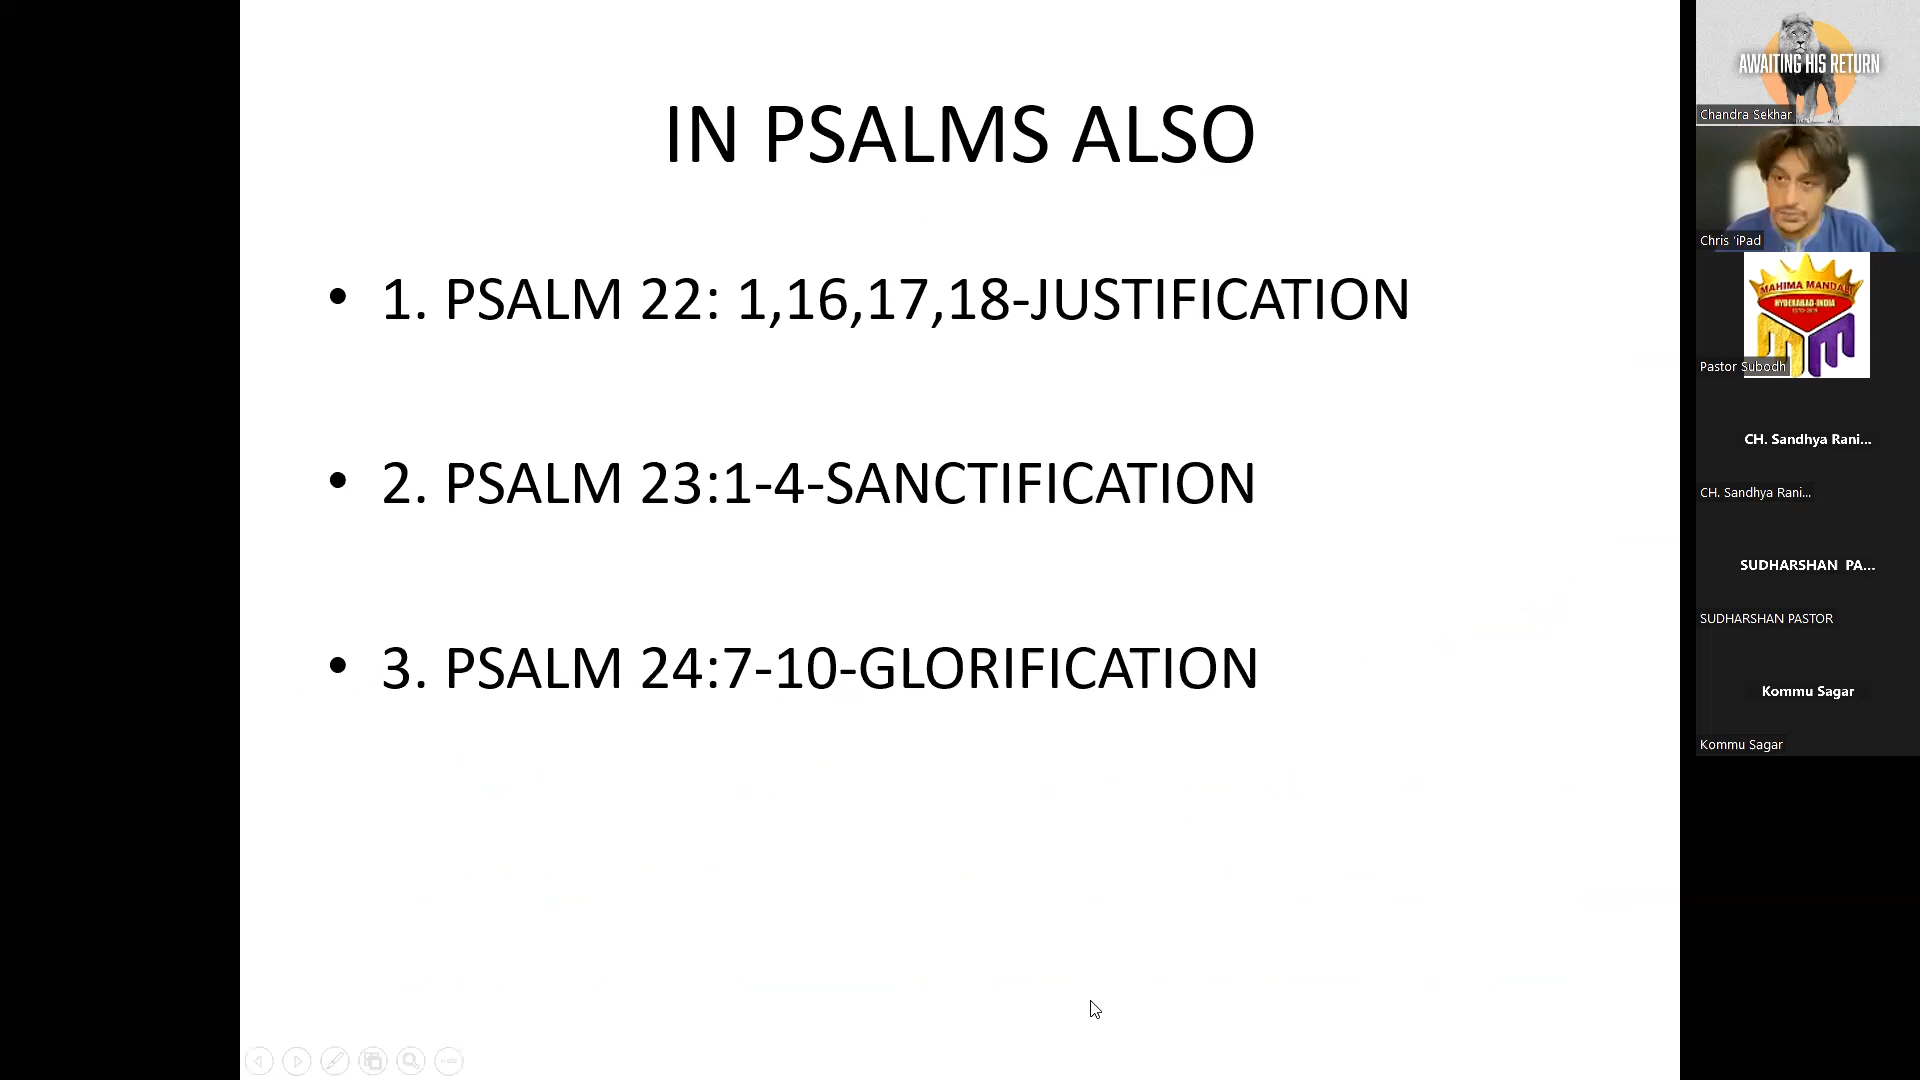 IN PSALMS ALSO
• 1. PSALM 22: 1,16,17,18-JUSTIFICATION
• 2. PSALM 23:1-4-SANCTIFICATION
• 3. PSALM 24:7-10-GLORIFICATION
AWAITING HIS RETURN
Chandra Sekhar
Chris 'iPad
MAHIMA MANDALI
HYDERABAD-INDIA
Pastor Subodh
CH. Sandhya Rani...
CH. Sandhya Rani...
SUDHARSHAN PA...
SUDHARSHAN PASTOR
Kommu Sagar
Kommu Sagar